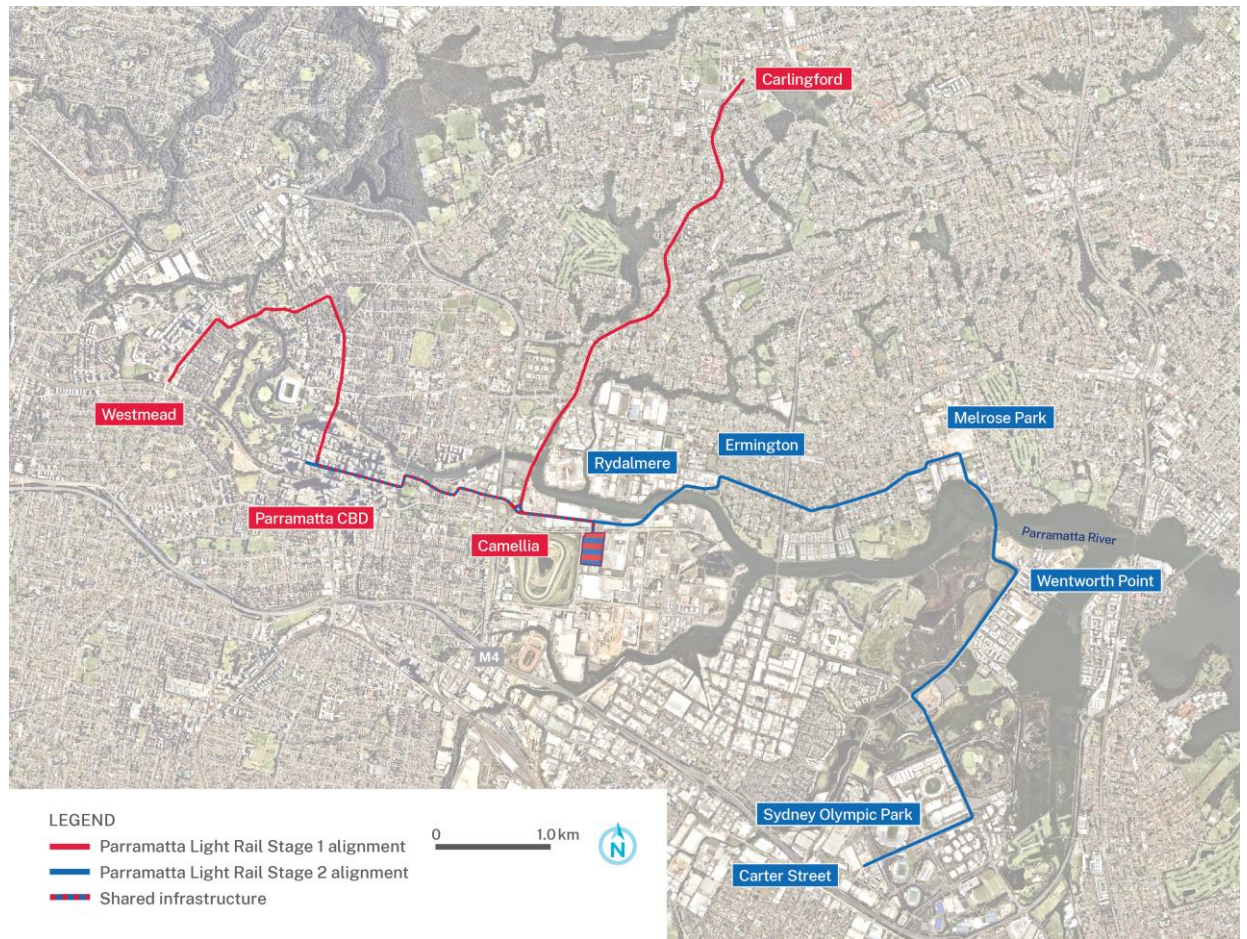 Carlingford
Westmead
Melrose Park
Ermington
Rydalmere
Parramatta CBD
Camellia
Parramatta River
Wentworth Point
M4
Sydney Olympic Park
Carter Street
LEGEND
Parramatta Light Rail Stage 1 alignment
Parramatta Light Rail Stage 2 alignment
Shared infrastructure
0 1.0 km
N